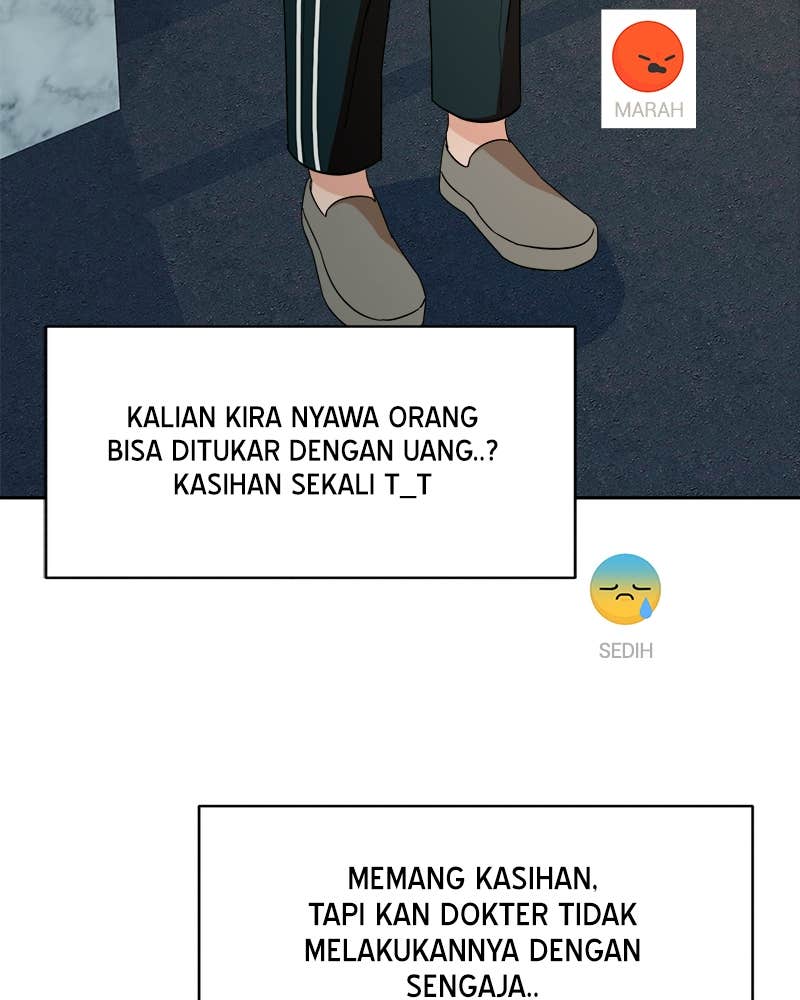 MARAH
KALIAN KIRA NYAWA ORANG
BISA DITUKAR DENGAN UANG..?
KASIHAN SEKALI T_T
SEDIH
MEMANG KASIHAN,
TAPI KAN DOKTER TIDAK
MELAKUKANNYA DENGAN
SENGAJA..